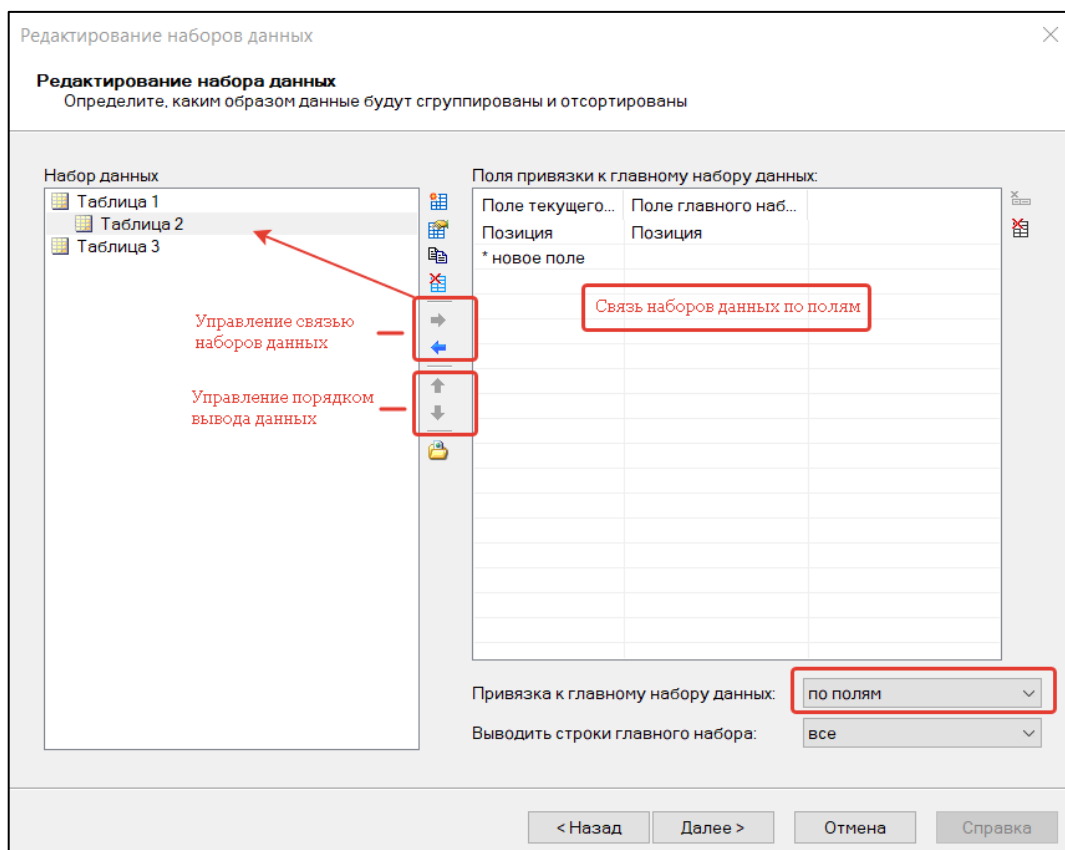 Редактирование наборов данных
Редактирование набора данных
Определите, каким образом данные будут сгруппированы и отсортированы
Набор данных
Таблица 1
Таблица 2
Таблица 3
Управление связью
наборов данных
Управление порядком
вывода данных
Поля привязки к главному набору данных:
Поле текущего... Поле главного наб...
Позиция Позиция
* новое поле
Связь наборов данных по полям
Привязка к главному набору данных: по полям
Выводить строки главного набора: все
< Назад Далее > Отмена Справка